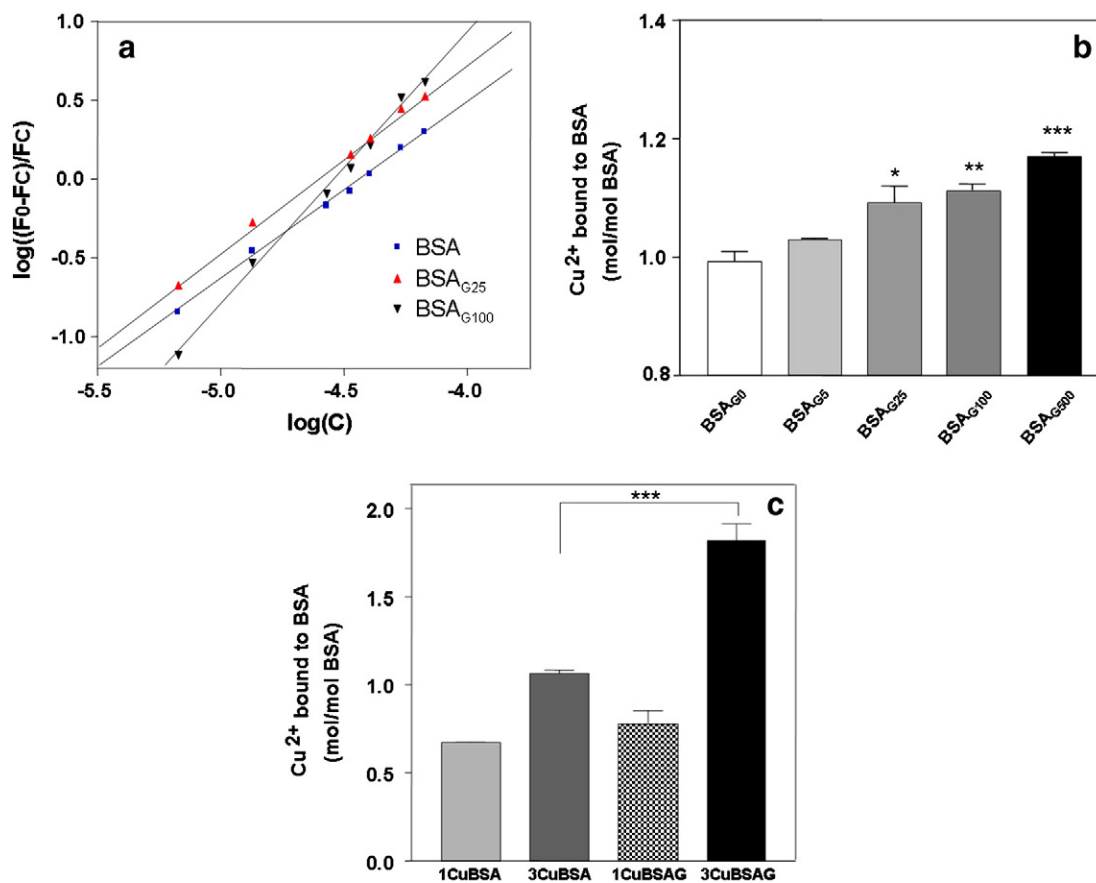 a
log((F0-FC)/FC)
1.0
0.5
0.0
-0.5
-1.0
BSA
BSAG25
BSAG100
-5.5 -5.0 -4.5 -4.0
log(C)
b
Cu2+ bound to BSA
(mol/mol BSA)
1.4
1.2
1.0
0.8
*
**
***
BSAG0
BSAG5
BSAG25
BSAG100
BSAG500
c
Cu2+ bound to BSA
(mol/mol BSA)
2.0
1.5
1.0
0.5
0.0
***
1CuBSA 3CuBSA 1CuBSAG 3CuBSAG